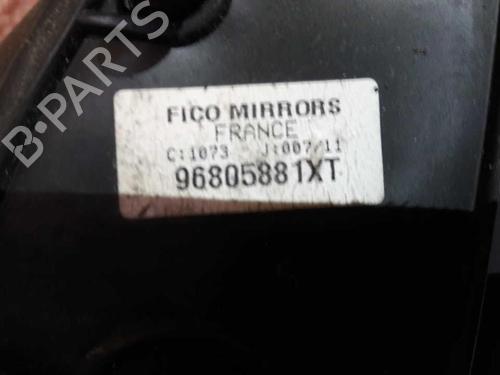 FICO MIRRORS
FRANCE
C:1073 J:007/11
96805881XT
B-PARTS